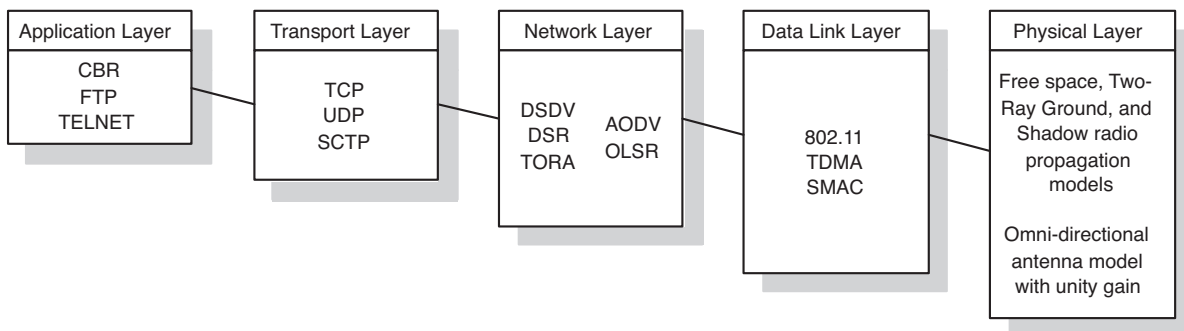 Application Layer
CBR
FTP
TELNET
Transport Layer
TCP
UDP
SCTP
Network Layer
DSDV
DSR
TORA
AODV
OLSR
Data Link Layer
802.11
TDMA
SMAC
Physical Layer
Free space, Two-
Ray Ground, and
Shadow radio
propagation
models
Omni-directional
antenna model
with unity gain